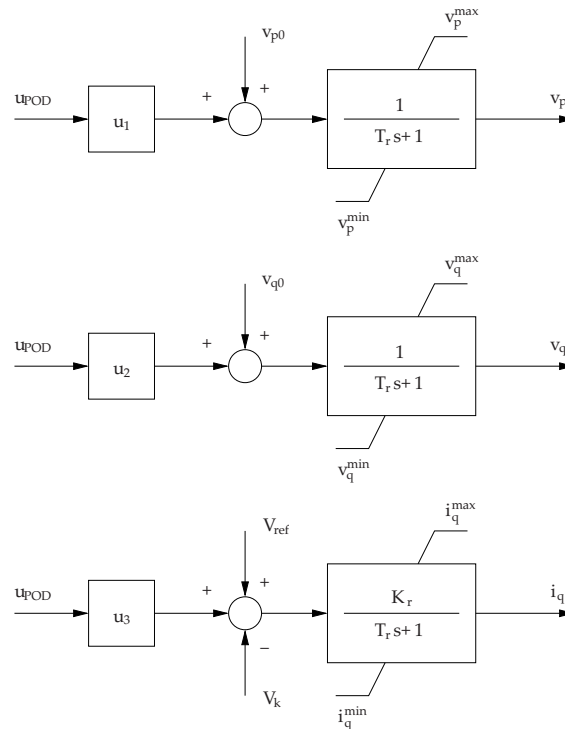 v_p^max
v_p0
u_POD + + v_p
u_1
1
T_r s + 1
v_p^min
v_q^max
v_q0
u_POD + + v_q
u_2
1
T_r s + 1
v_q^min
i_q^max
V_ref
u_POD + + i_q
u_3
K_r
T_r s + 1
−
V_k
i_q^min